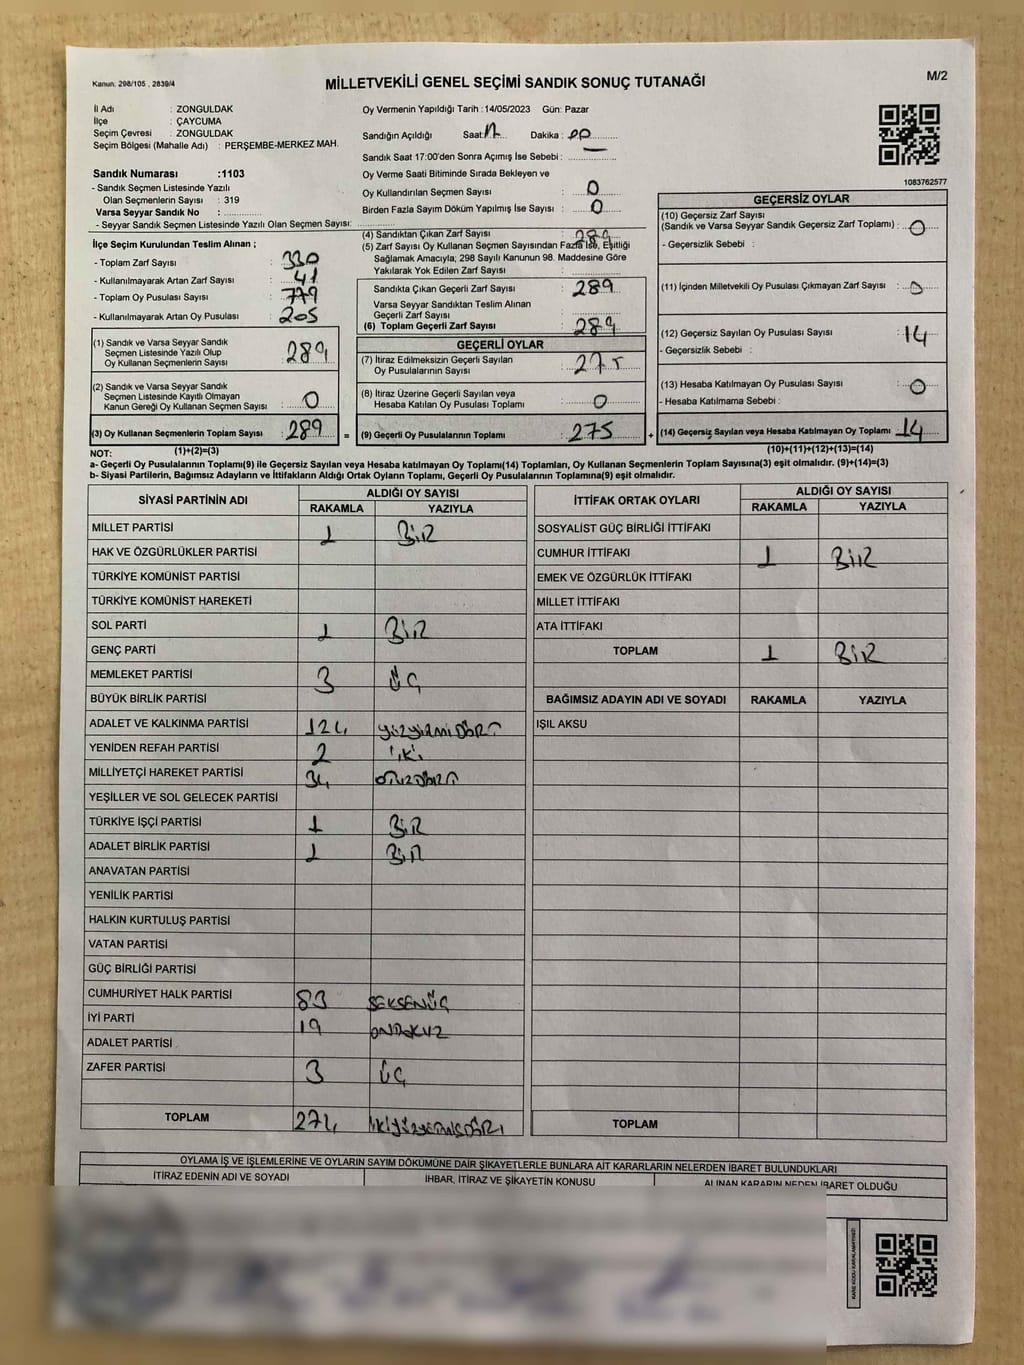 Kanun: 298/105 , 2839/4
MİLLETVEKİLİ GENEL SEÇİMİ SANDIK SONUÇ TUTANAĞI
M/2
İl Adı : ZONGULDAK
İlçe : ÇAYCUMA
Seçim Çevresi : ZONGULDAK
Seçim Bölgesi (Mahalle Adı) : PERŞEMBE-MERKEZ MAH.
Sandık Numarası :1103
- Sandık Seçmen Listesinde Yazılı
Olan Seçmenlerin Sayısı : 319
Varsa Seyyar Sandık No :
- Seyyar Sandık Seçmen Listesinde Yazılı Olan Seçmen Sayısı:
İlçe Seçim Kurulundan Teslim Alınan ;
- Toplam Zarf Sayısı : 330
- Kullanılmayarak Artan Zarf Sayısı : 41
- Toplam Oy Pusulası Sayısı :
- Kullanılmayarak Artan Oy Pusulası : 205
(1) Sandık ve Varsa Seyyar Sandık
Seçmen Listesinde Yazılı Olup
Oy Kullanan Seçmenlerin Sayısı : 289
(2) Sandık ve Varsa Seyyar Sandık
Seçmen Listesinde Kayıtlı Olmayan
Kanun Gereği Oy Kullanan Seçmen Sayısı : 0
(3) Oy Kullanan Seçmenlerin Toplam Sayısı : 289 =
Oy Vermenin Yapıldığı Tarih :14/05/2023 Gün: Pazar
Sandığın Açıldığı Saat: Dakika : 00
Sandık Saat 17:00'den Sonra Açımış İse Sebebi :
Oy Verme Saati Bitiminde Sırada Bekleyen ve
Oy Kullandırılan Seçmen Sayısı : 0
Birden Fazla Sayım Döküm Yapılmış İse Sayısı : 0
(4) Sandıktan Çıkan Zarf Sayısı : 289
(5) Zarf Sayısı Oy Kullanan Seçmen Sayısından Fazla İse, Eşitliği
Sağlamak Amacıyla; 298 Sayılı Kanunun 98. Maddesine Göre
Yakılarak Yok Edilen Zarf Sayısı :
Sandıkta Çıkan Geçerli Zarf Sayısı : 289
Varsa Seyyar Sandıktan Teslim Alınan
Geçerli Zarf Sayısı :
(6) Toplam Geçerli Zarf Sayısı : 289
GEÇERLİ OYLAR
(7) İtiraz Edilmeksizin Geçerli Sayılan
Oy Pusulalarının Sayısı : 275
(8) İtiraz Üzerine Geçerli Sayılan veya
Hesaba Katılan Oy Pusulası Toplamı : 0
(9) Geçerli Oy Pusulalarının Toplamı : 275 +
1083762577
GEÇERSİZ OYLAR
(10) Geçersiz Zarf Sayısı
(Sandık ve Varsa Seyyar Sandık Geçersiz Zarf Toplamı) : 0
- Geçersizlik Sebebi :
(11) İçinden Milletvekili Oy Pusulası Çıkmayan Zarf Sayısı : 0
(12) Geçersiz Sayılan Oy Pusulası Sayısı : 14
- Geçersizlik Sebebi :
(13) Hesaba Katılmayan Oy Pusulası Sayısı : 0
- Hesaba Katılmama Sebebi :
(14) Geçersiz Sayılan veya Hesaba Katılmayan Oy Toplamı : 14
NOT: (1)+(2)=(3) (10)+(11)+(12)+(13)=(14)
a- Geçerli Oy Pusulalarının Toplamı(9) ile Geçersiz Sayılan veya Hesaba katılmayan Oy Toplamı(14) Toplamları, Oy Kullanan Seçmenlerin Toplam Sayısına(3) eşit olmalıdır. (9)+(14)=(3)
b- Siyasi Partilerin, Bağımsız Adayların ve İttifakların Aldığı Ortak Oyların Toplamı, Geçerli Oy Pusulalarının Toplamına(9) eşit olmalıdır.
SİYASİ PARTİNİN ADI ALDIĞI OY SAYISI
RAKAMLA YAZIYLA
MİLLET PARTİSİ 1 BİR
HAK VE ÖZGÜRLÜKLER PARTİSİ
TÜRKİYE KOMÜNİST PARTİSİ
TÜRKİYE KOMÜNİST HAREKETİ
SOL PARTİ 1 BİR
GENÇ PARTİ
MEMLEKET PARTİSİ 3 ÜÇ
BÜYÜK BİRLİK PARTİSİ
ADALET VE KALKINMA PARTİSİ 124 YÜZYİRMİDÖRT
YENİDEN REFAH PARTİSİ 2 İKİ
MİLLİYETÇİ HAREKET PARTİSİ 34 OTUZDÖRT
YEŞİLLER VE SOL GELECEK PARTİSİ
TÜRKİYE İŞÇİ PARTİSİ 1 BİR
ADALET BİRLİK PARTİSİ 1 BİR
ANAVATAN PARTİSİ
YENİLİK PARTİSİ
HALKIN KURTULUŞ PARTİSİ
VATAN PARTİSİ
GÜÇ BİRLİĞİ PARTİSİ
CUMHURİYET HALK PARTİSİ 83 SEKSENÜÇ
İYİ PARTİ 19 ONDOKUZ
ADALET PARTİSİ
ZAFER PARTİSİ 3 ÜÇ
TOPLAM 274 İKİYÜZYETMİŞDÖRT
İTTİFAK ORTAK OYLARI ALDIĞI OY SAYISI
RAKAMLA YAZIYLA
SOSYALİST GÜÇ BİRLİĞİ İTTİFAKI
CUMHUR İTTİFAKI 1 BİR
EMEK VE ÖZGÜRLÜK İTTİFAKI
MİLLET İTTİFAKI
ATA İTTİFAKI
TOPLAM 1 BİR
BAĞIMSIZ ADAYIN ADI VE SOYADI RAKAMLA YAZIYLA
IŞIL AKSU
TOPLAM
OYLAMA İŞ VE İŞLEMLERİNE VE OYLARIN SAYIM DÖKÜMÜNE DAİR ŞİKAYETLERLE BUNLARA AİT KARARLARIN NELERDEN İBARET BULUNDUKLARI
İTİRAZ EDENİN ADI VE SOYADI İHBAR, İTİRAZ VE ŞİKAYETİN KONUSU ALINAN KARARIN NEDEN İBARET OLDUĞU
KARE KODU KARALAMAYINIZ!